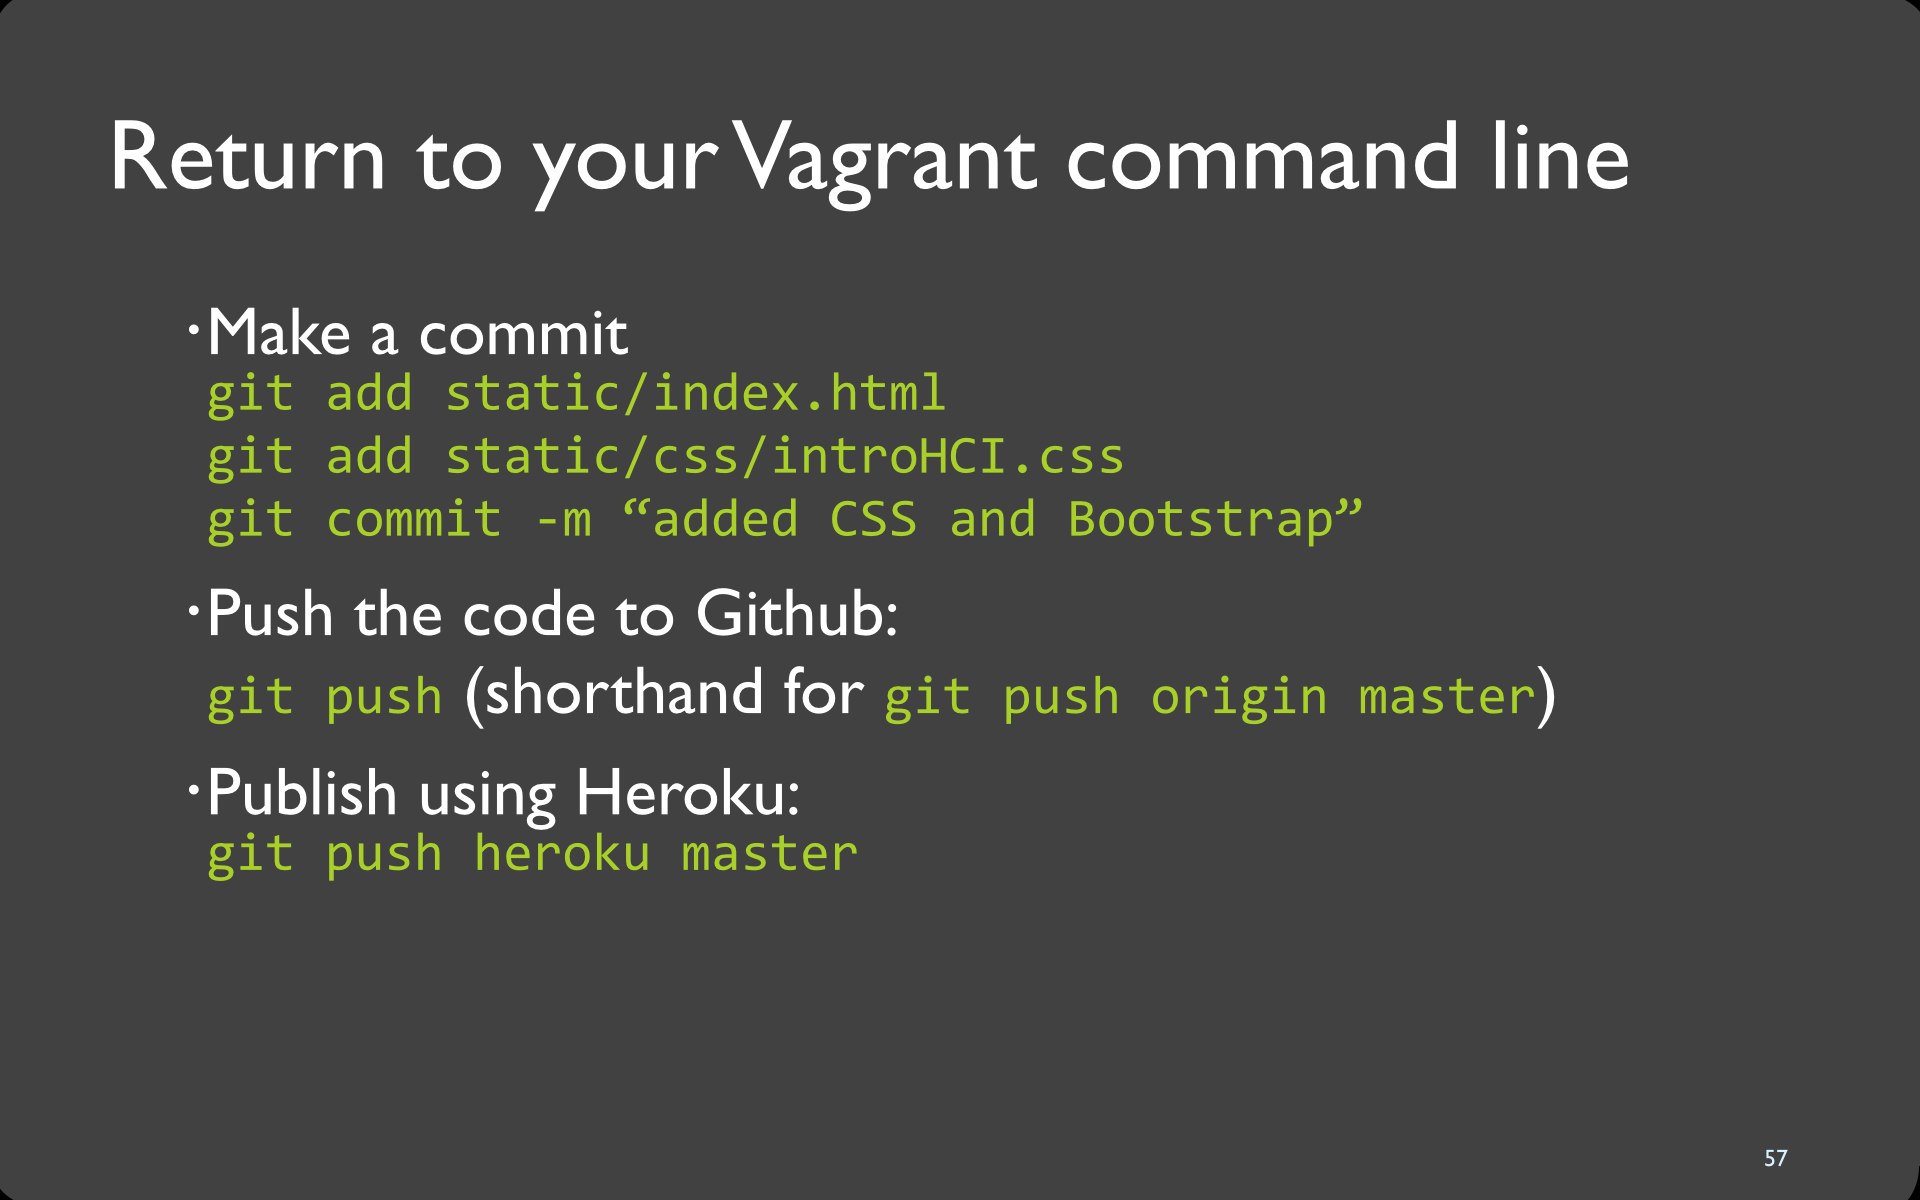 Return to your Vagrant command line
·Make a commit
git add static/index.html
git add static/css/introHCI.css
git commit -m “added CSS and Bootstrap”
·Push the code to Github:
git push (shorthand for git push origin master)
·Publish using Heroku:
git push heroku master
57